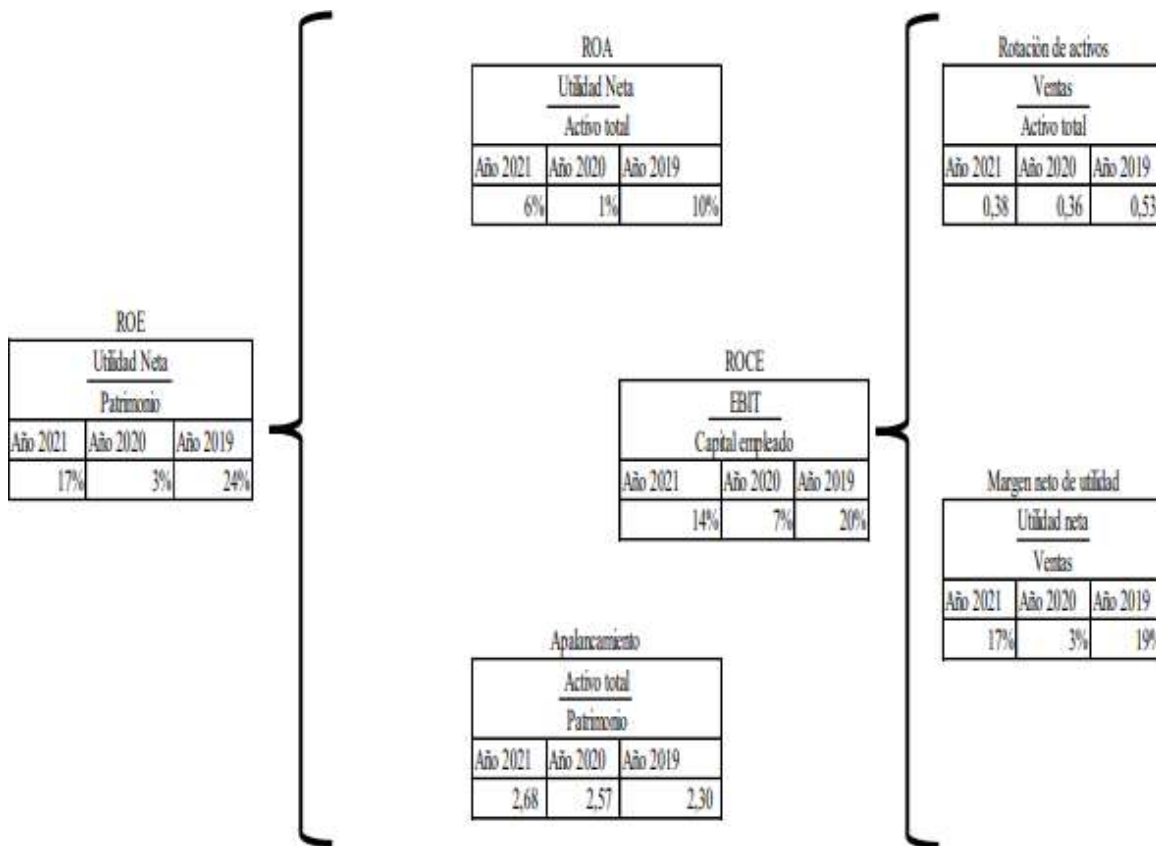 ROA
Utilidad Neta
Activo total
Año 2021 Año 2020 Año 2019
6% 1% 10%
Rotaciòn de activos
Ventas
Activo total
Año 2021 Año 2020 Año 2019
0,38 0,36 0,53
ROE
Utilidad Neta
Patrimonio
Año 2021 Año 2020 Año 2019
17% 3% 24%
ROCE
EBIT
Capital empleado
Año 2021 Año 2020 Año 2019
14% 7% 20%
Margen neto de utilidad
Utilidad neta
Ventas
Año 2021 Año 2020 Año 2019
17% 3% 19%
Apalancamiento
Activo total
Patrimonio
Año 2021 Año 2020 Año 2019
2,68 2,57 2,30